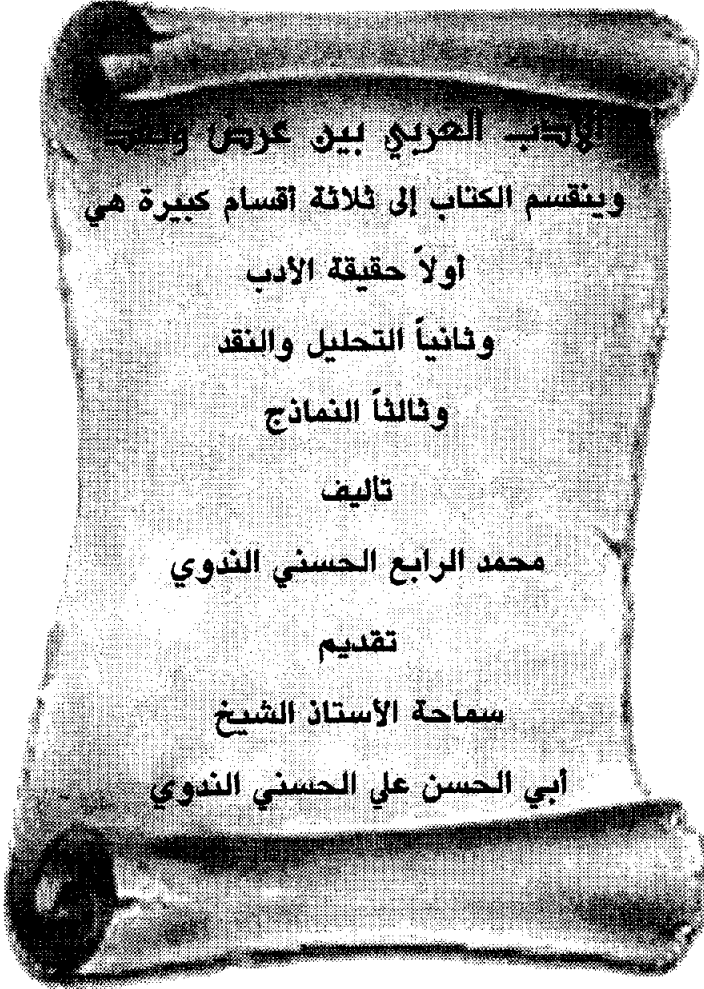 الأدب العربي بين عرض ونقد
وينقسم الكتاب إلى ثلاثة أقسام كبيرة هي
أولاً حقيقة الأدب
وثانياً التحليل والنقد
وثالثاً النماذج
تاليف
محمد الرابع الحسني الندوي
تقديم
سماحة الأستاذ الشيخ
أبي الحسن علي الحسني الندوي